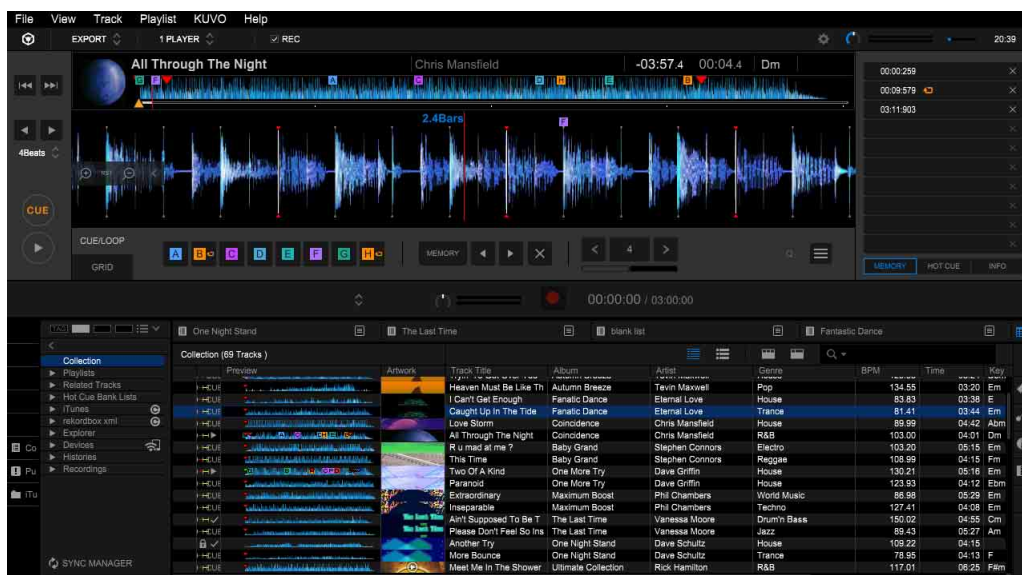 File View Track Playlist KUVO Help
EXPORT 1 PLAYER REC 20:39
All Through The Night Chris Mansfield -03:57.4 00:04.4 Dm
G F A C D H E B
00:00:259
00:09:579
03:11:903
2.4Bars
F
4Beats
RST
CUE
CUE/LOOP
GRID
A B C D E F G H MEMORY 4
MEMORY HOT CUE INFO
00:00:00 / 03:00:00
One Night Stand The Last Time blank list Fantastic Dance
Collection (69 Tracks )
Collection
Playlists
Related Tracks
Hot Cue Bank Lists
iTunes
rekordbox xml
Explorer
Devices
Histories
Recordings
SYNC MANAGER
Co
Pu
iTu
Preview Artwork Track Title Album Artist Genre BPM Time Key
Heaven Must Be Like Th Autumn Breeze Tevin Maxwell Pop 134.55 03:20 Em
I Can't Get Enough Fanatic Dance Eternal Love House 83.83 03:38 E
Caught Up In The Tide Fanatic Dance Eternal Love Trance 81.41 03:44 Em
Love Storm Coincidence Chris Mansfield House 89.99 04:42 Abm
All Through The Night Coincidence Chris Mansfield R&B 103.00 04:01 Dm
R u mad at me ? Baby Grand Stephen Connors Electro 103.20 05:15 Em
This Time Baby Grand Stephen Connors Reggae 108.99 04:15 Fm
Two Of A Kind One More Try Dave Griffin House 130.21 05:16 Em
Paranoid One More Try Dave Griffin House 123.93 04:12 Ebm
Extraordinary Maximum Boost Phil Chambers World Music 86.98 05:29 Em
Inseparable Maximum Boost Phil Chambers Techno 127.41 04:08 Em
Ain't Supposed To Be T The Last Time Vanessa Moore Drum'n Bass 150.02 04:55 Cm
Please Don't Feel So Ins The Last Time Vanessa Moore Jazz 89.43 05:27 Am
Another Try One Night Stand Dave Schultz House 109.22 04:15
More Bounce One Night Stand Dave Schultz Trance 78.95 04:13 F
Meet Me In The Shower Ultimate Collection Rick Hamilton R&B 117.01 06:25 F#m